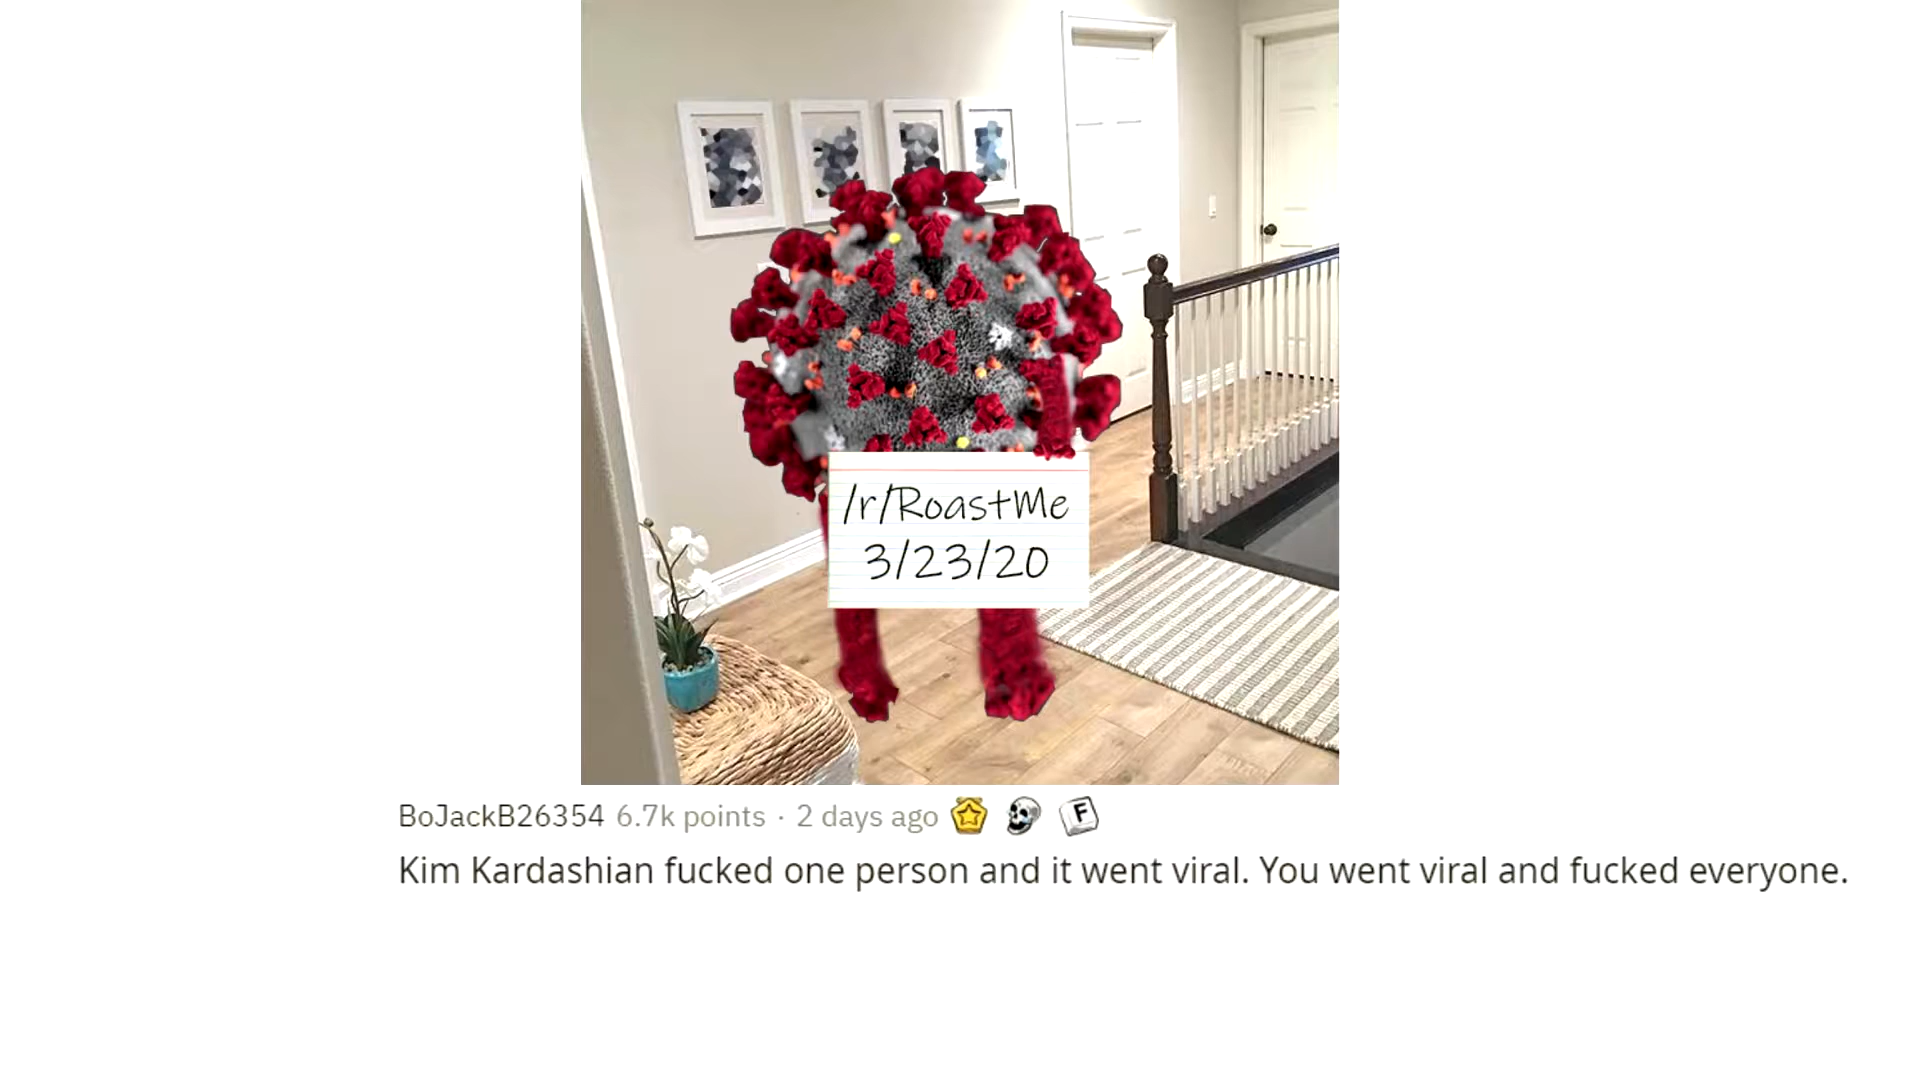 /r/RoastMe
3/23/20
BoJackB26354 6.7k points · 2 days ago F
Kim Kardashian fucked one person and it went viral. You went viral and fucked everyone.